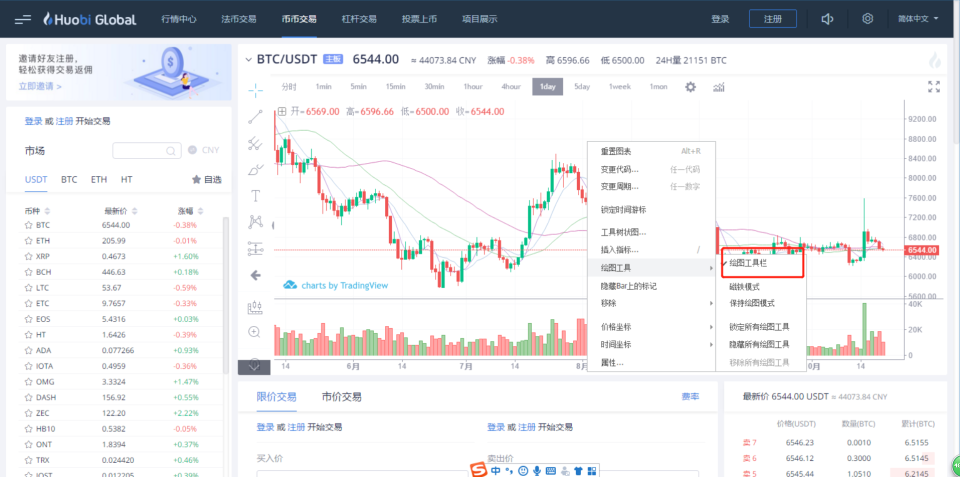 Huobi Global 行情中心 法币交易 币币交易 杠杆交易 投票上币 项目展示 登录 注册 简体中文
邀请好友注册，
轻松获得交易返佣
立即邀请 >
登录 或 注册 开始交易
市场
CNY
USDT BTC ETH HT 自选
币种 最新价 涨幅
BTC 6544.00 -0.38%
ETH 205.99 -0.01%
XRP 0.4673 +1.60%
BCH 446.63 +0.18%
LTC 53.67 -0.59%
ETC 9.7657 -0.33%
EOS 5.4316 +0.03%
HT 1.6426 -0.39%
ADA 0.077266 +0.93%
IOTA 0.4959 -0.36%
OMG 3.3324 +1.47%
DASH 156.92 +0.55%
ZEC 122.20 +2.22%
HB10 0.5382 -0.05%
ONT 1.8394 +0.37%
TRX 0.024420 +0.46%
IOST 0.012205 +0.39%
BTC/USDT 主板 6544.00 ≈ 44073.84 CNY 涨幅 -0.38% 高 6596.66 低 6500.00 24H量 21151 BTC
分时 1min 5min 15min 30min 1hour 4hour 1day 5day 1week 1mon
开=6569.00 高=6596.66 低=6500.00 收=6544.00
9200.00
8800.00
8400.00
8000.00
7600.00
7200.00
6800.00
6544.00
6400.00
6000.00
5600.00
40K
20K
0
charts by TradingView
14 6月 14 7月 14 8月 0月 14
重置图表 Alt+R
变更代码... 任一代码
变更周期... 任一数字
锁定时间游标
工具树状图...
插入指标... /
绘图工具
隐藏Bar上的标记
移除
价格坐标
时间坐标
属性...
绘图工具栏
磁铁模式
保持绘图模式
锁定所有绘图工具
隐藏所有绘图工具
移除所有绘图工具
限价交易 市价交易 费率
登录 或 注册 开始交易 登录 或 注册 开始交易
买入价 卖出价
中
最新价 6544.00 USDT ≈ 44073.84 CNY
价格(USDT) 数量(BTC) 累计(BTC)
卖 7 6546.23 0.0010 6.5155
卖 6 6546.12 0.3000 6.5145
卖 5 6545.44 1.0510 6.2145